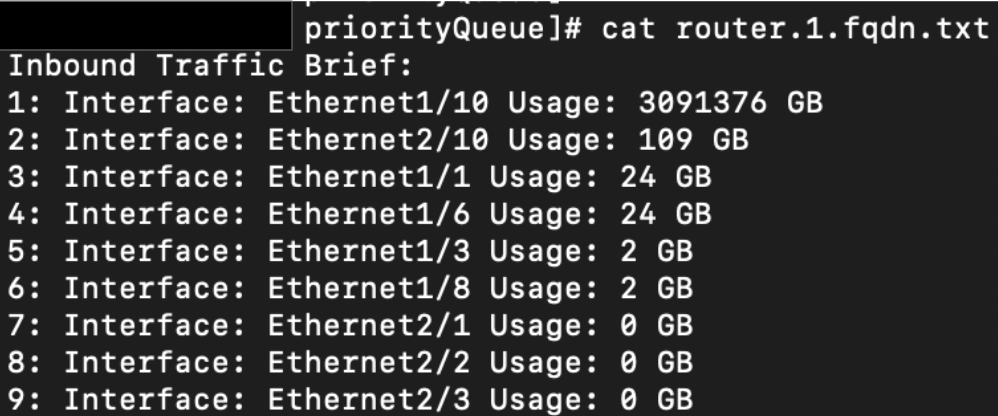 priorityQueue]# cat router.1.fqdn.txt
Inbound Traffic Brief:
1: Interface: Ethernet1/10 Usage: 3091376 GB
2: Interface: Ethernet2/10 Usage: 109 GB
3: Interface: Ethernet1/1 Usage: 24 GB
4: Interface: Ethernet1/6 Usage: 24 GB
5: Interface: Ethernet1/3 Usage: 2 GB
6: Interface: Ethernet1/8 Usage: 2 GB
7: Interface: Ethernet2/1 Usage: 0 GB
8: Interface: Ethernet2/2 Usage: 0 GB
9: Interface: Ethernet2/3 Usage: 0 GB